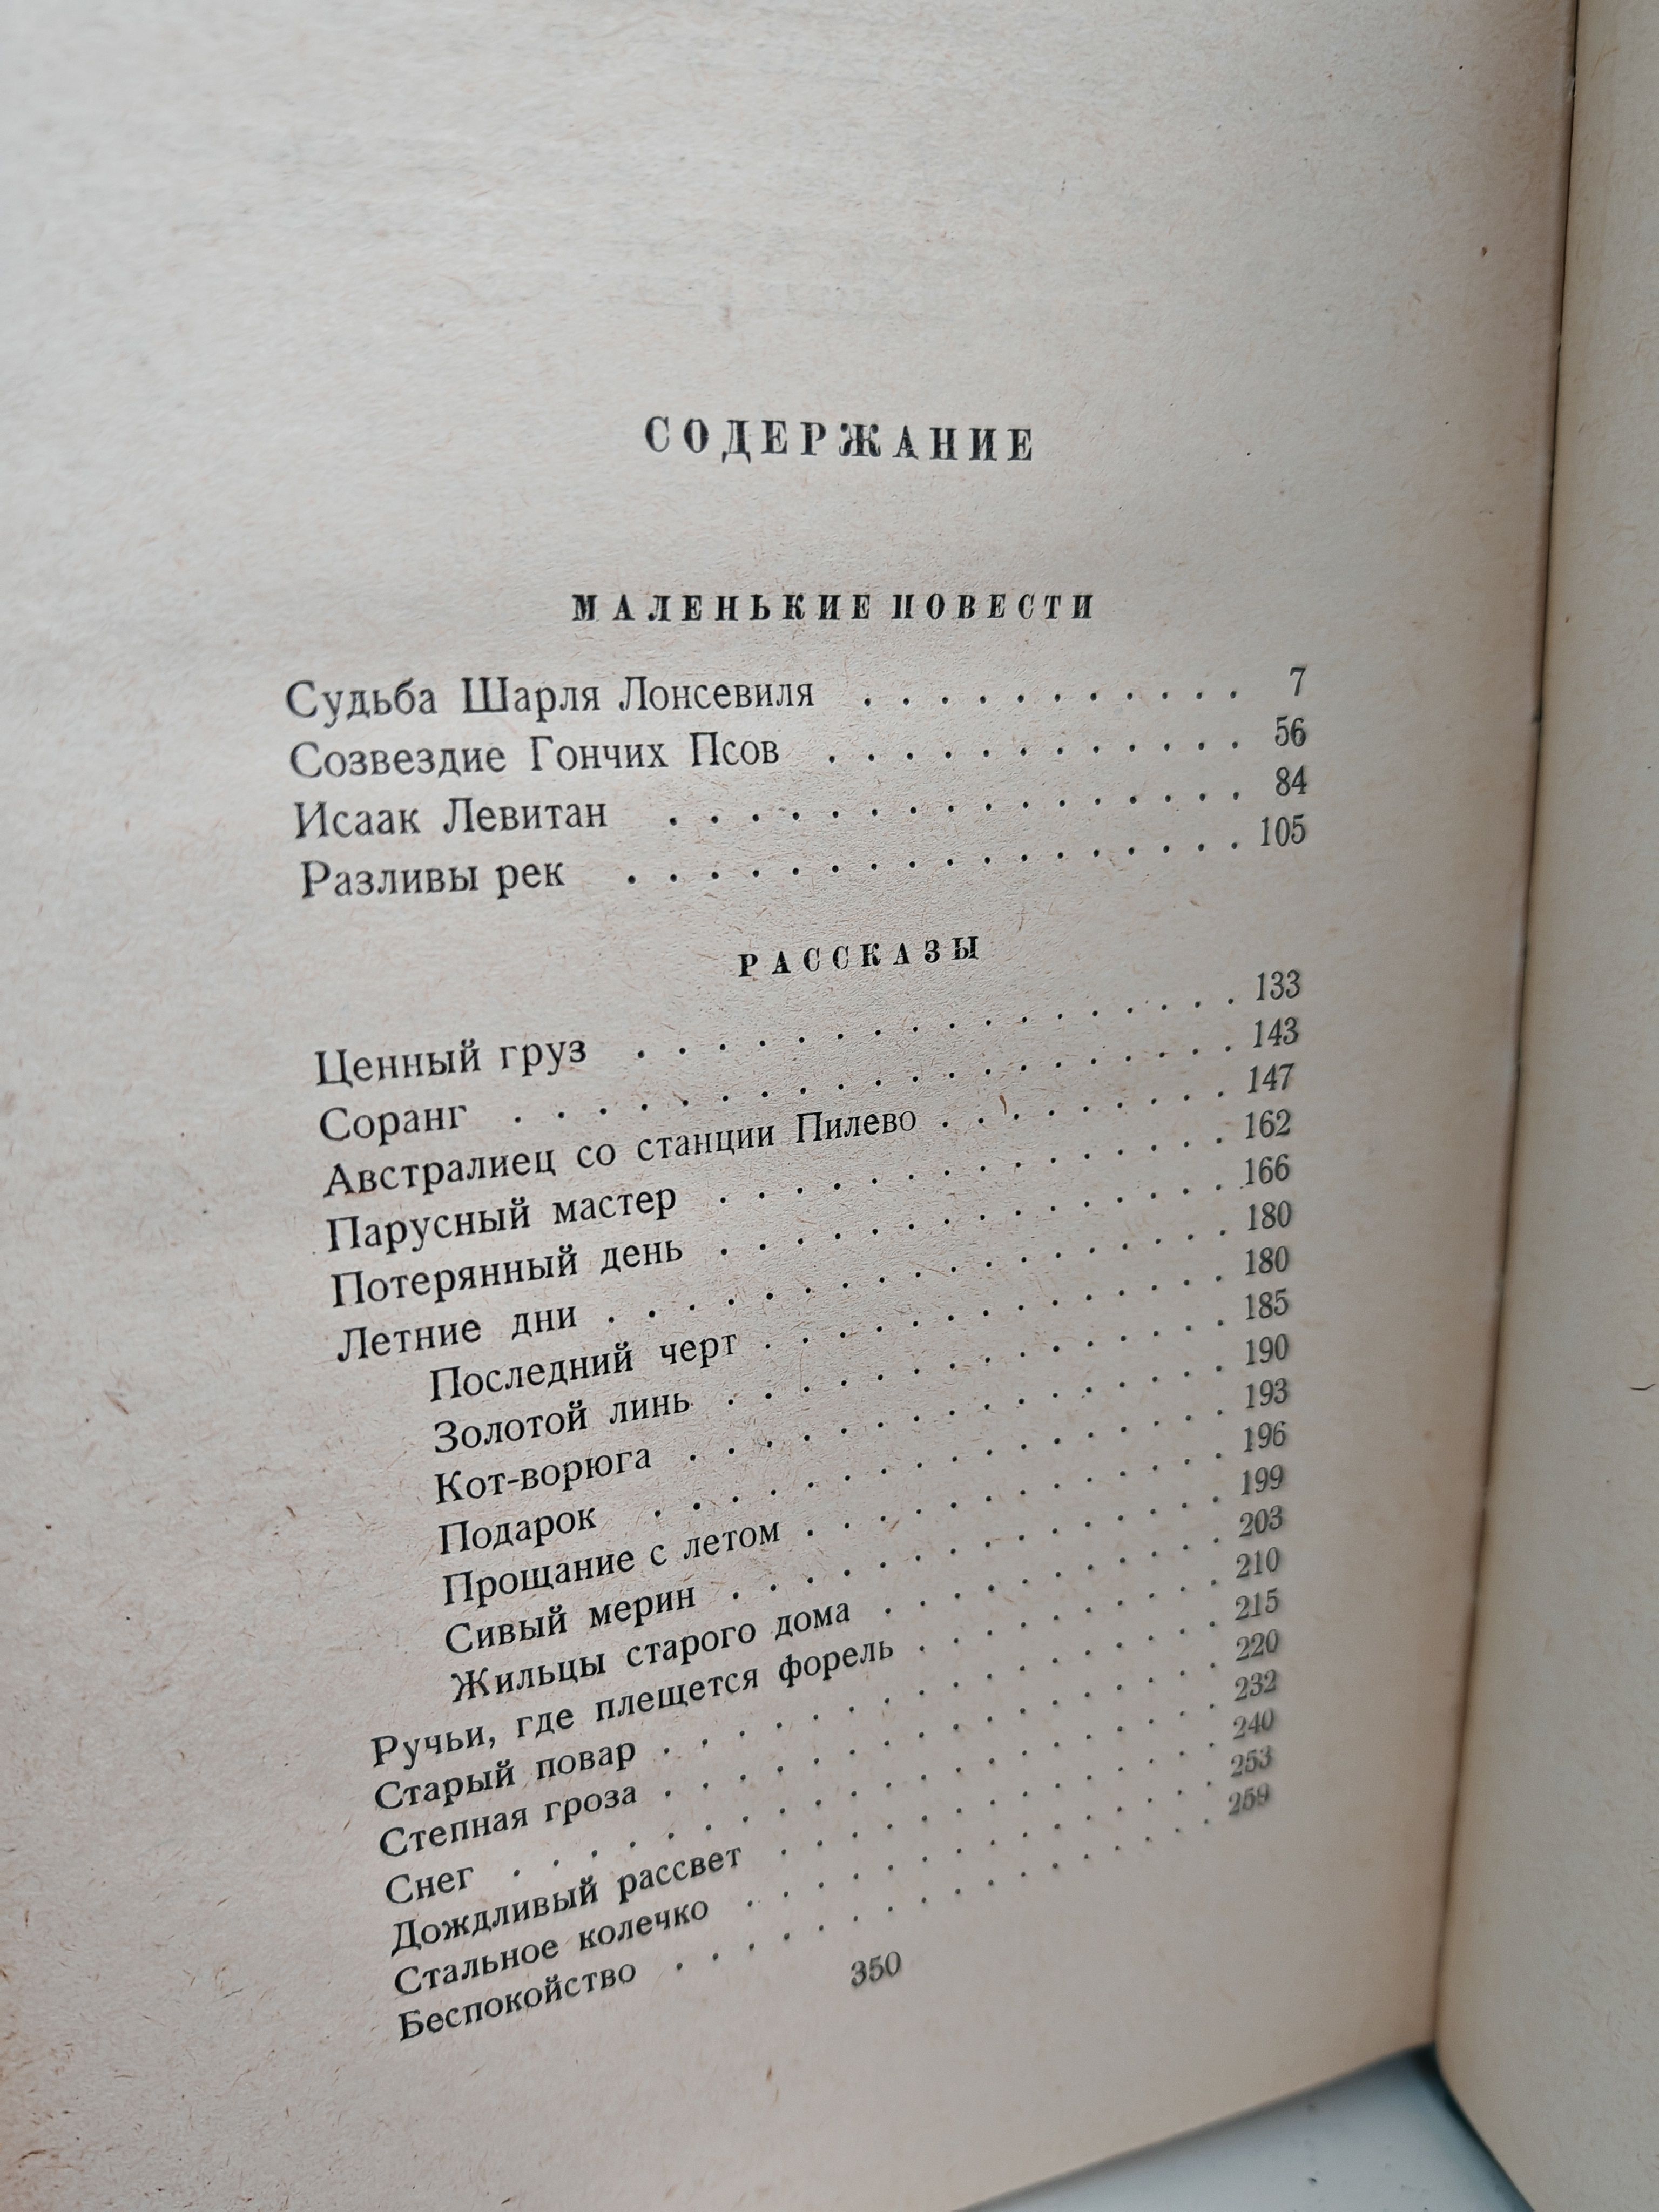 СОДЕРЖАНИЕ
МАЛЕНЬКИЕ ПОВЕСТИ
Судьба Шарля Лонсевиля . . . . . . . . . . . 7
Созвездие Гончих Псов . . . . . . . . . . . 56
Исаак Левитан . . . . . . . . . . . . . . . 84
Разливы рек . . . . . . . . . . . . . . . . 105
РАССКАЗЫ
Ценный груз . . . . . . . . . . . . . . . . 133
Соранг . . . . . . . . . . . . . . . . . . . 143
Австралиец со станции Пилево . . . . . . . . 147
Парусный мастер . . . . . . . . . . . . . . 162
Потерянный день . . . . . . . . . . . . . . 166
Летние дни . . . . . . . . . . . . . . . . . 180
Последний черт . . . . . . . . . . . . . 180
Золотой линь . . . . . . . . . . . . . . 185
Кот-ворюга . . . . . . . . . . . . . . . 190
Подарок . . . . . . . . . . . . . . . . 193
Прощание с летом . . . . . . . . . . . . 196
Сивый мерин . . . . . . . . . . . . . . 199
Жильцы старого дома . . . . . . . . . . 203
Ручьи, где плещется форель . . . . . . . . . 210
Старый повар . . . . . . . . . . . . . . . . 215
Степная гроза . . . . . . . . . . . . . . . 220
Снег . . . . . . . . . . . . . . . . . . . . 232
Дождливый рассвет . . . . . . . . . . . . . 240
Стальное колечко . . . . . . . . . . . . . . 253
Беспокойство . . . . . . . . . . . . . . . . 259
350